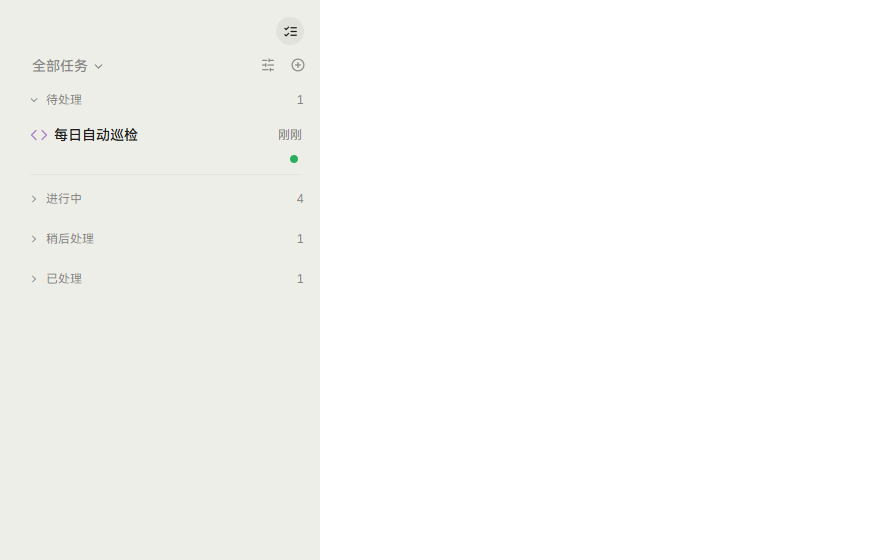 全部任务
待处理 1
每日自动巡检 刚刚
进行中 4
稍后处理 1
已处理 1